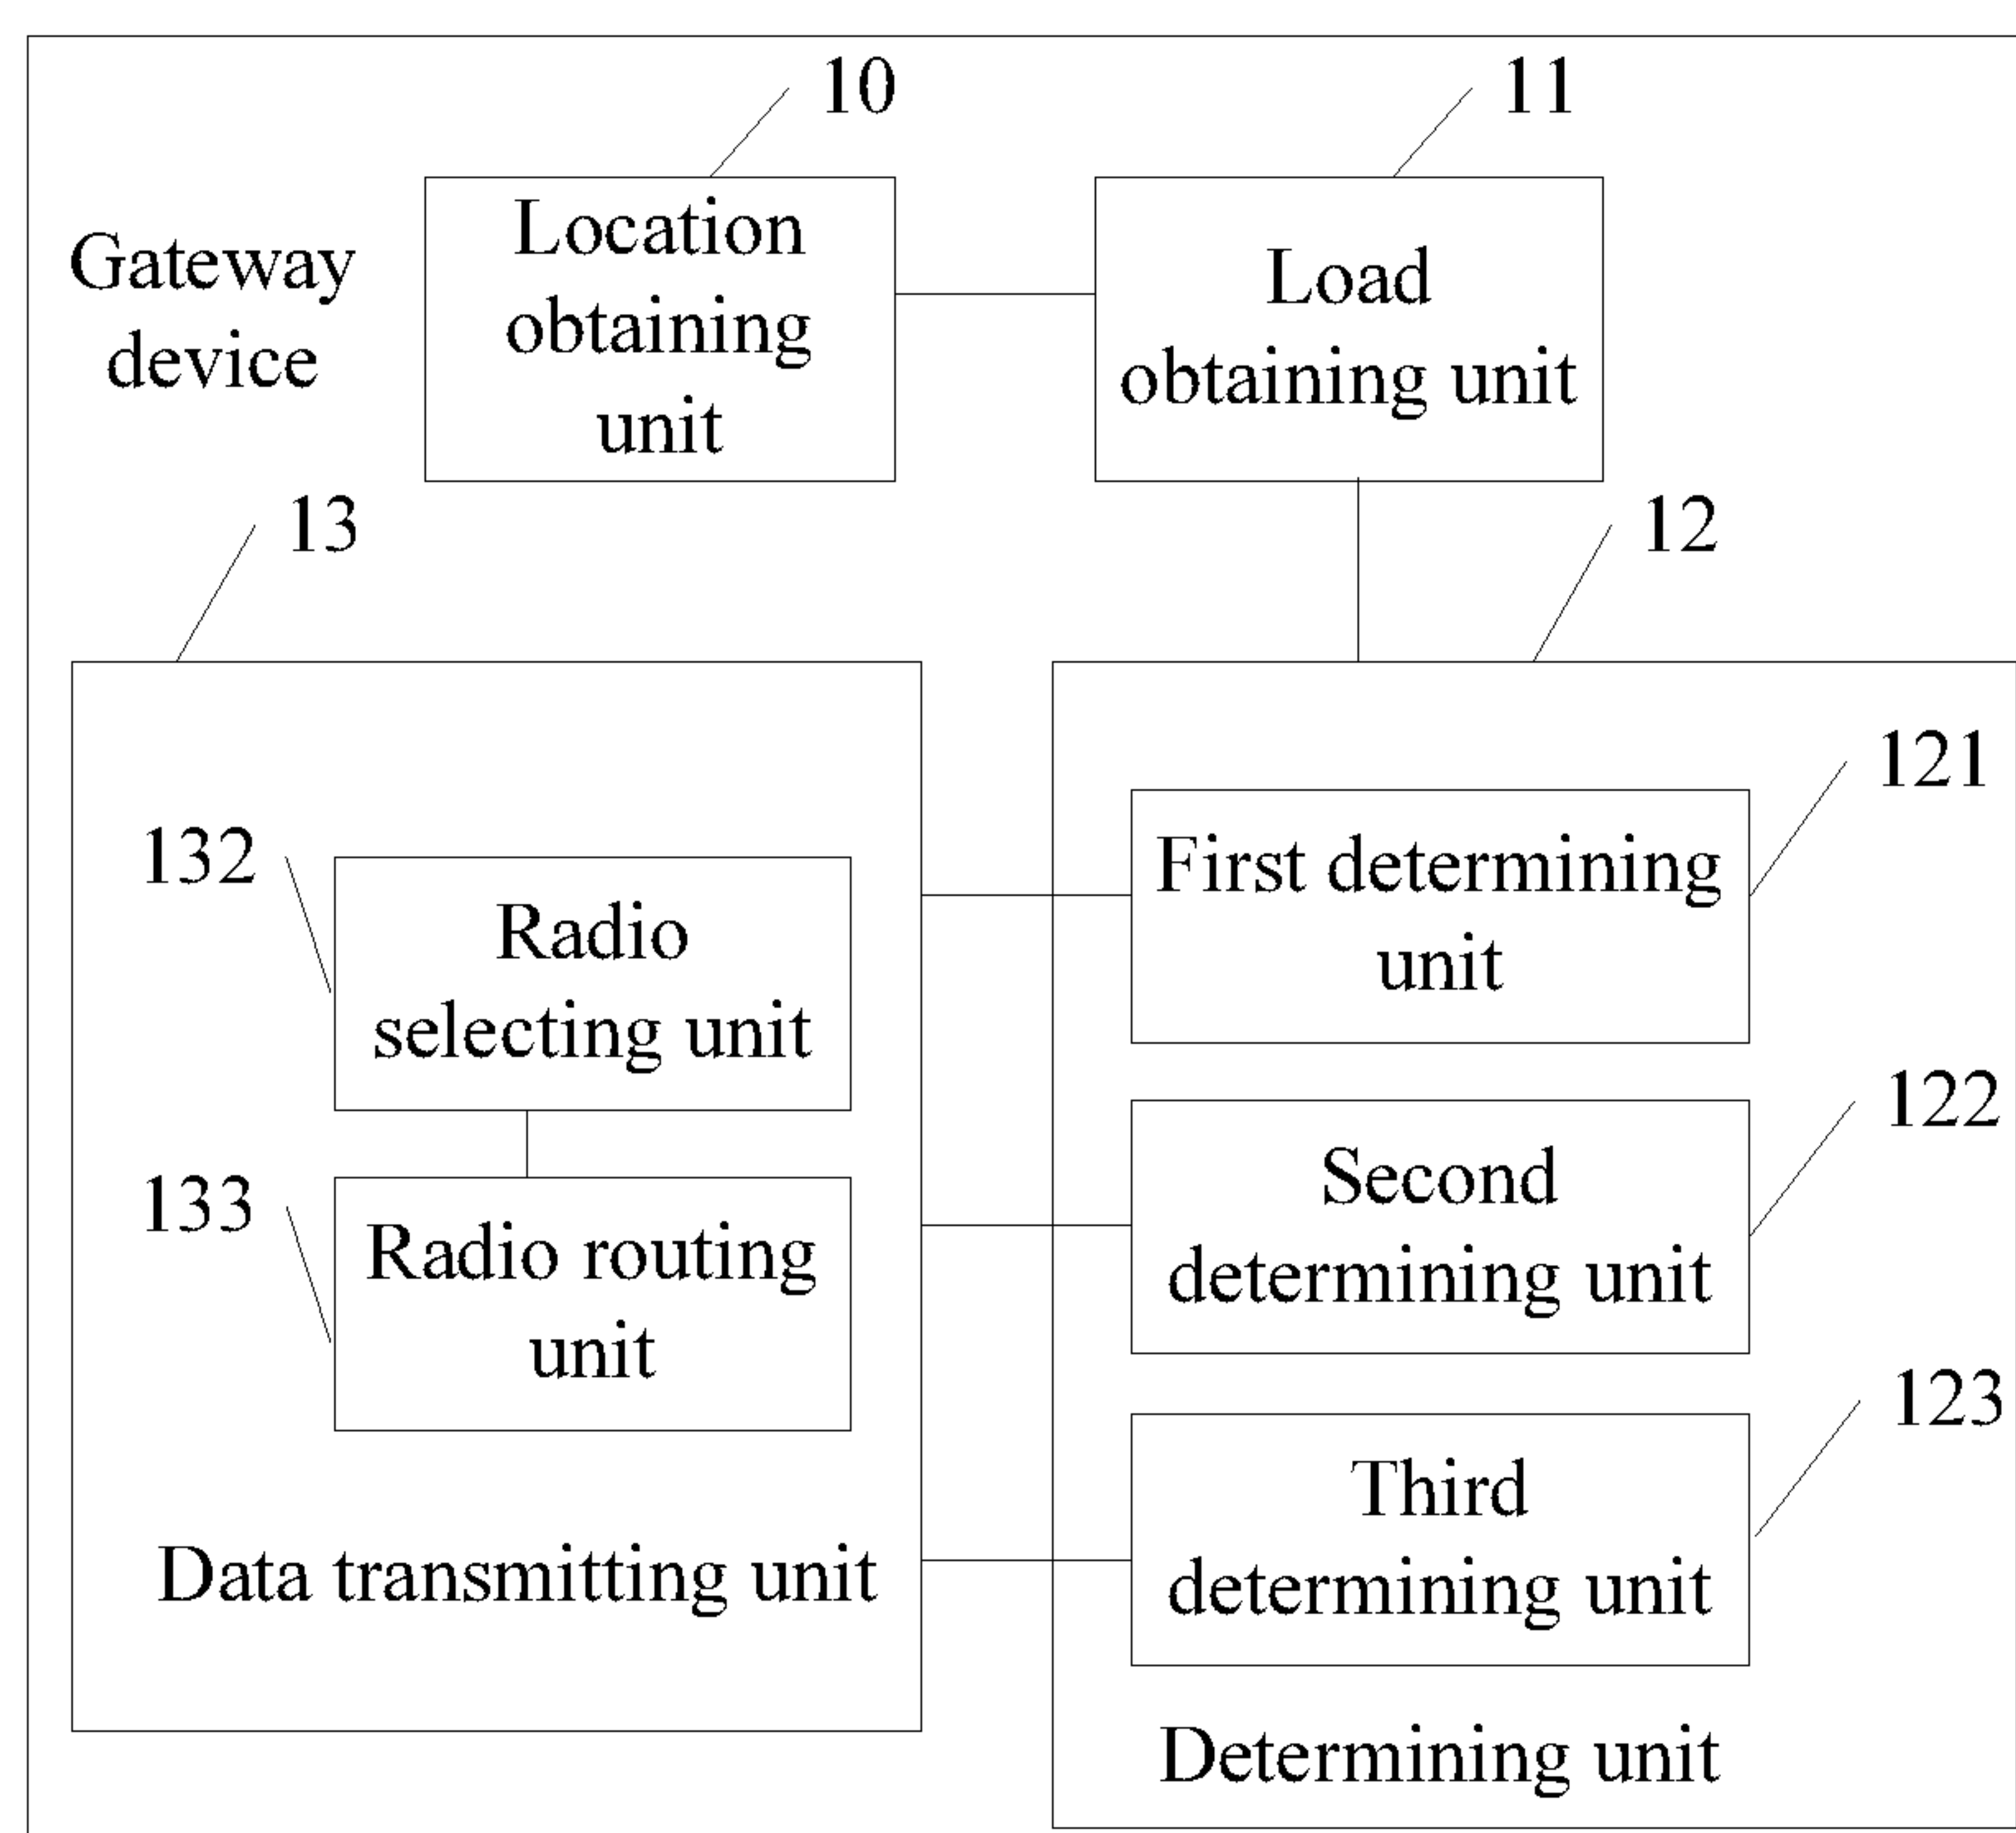 10
11
Gateway
device
Location
obtaining
unit
Load
obtaining unit
13
12
132
Radio
selecting unit
133
Radio routing
unit
Data transmitting unit
121
First determining
unit
122
Second
determining unit
123
Third
determining unit
Determining unit